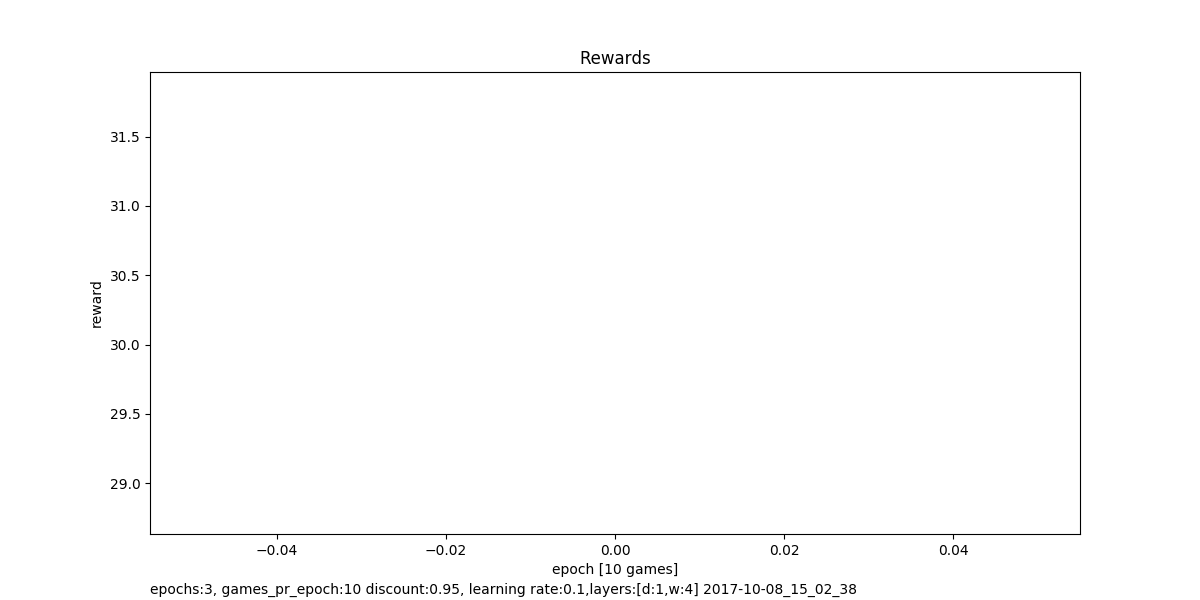 Rewards
31.5
31.0
30.5
30.0
29.5
29.0
reward
−0.04
−0.02
0.00
0.02
0.04
epoch [10 games]
epochs:3, games_pr_epoch:10 discount:0.95, learning rate:0.1,layers:[d:1,w:4] 2017-10-08_15_02_38